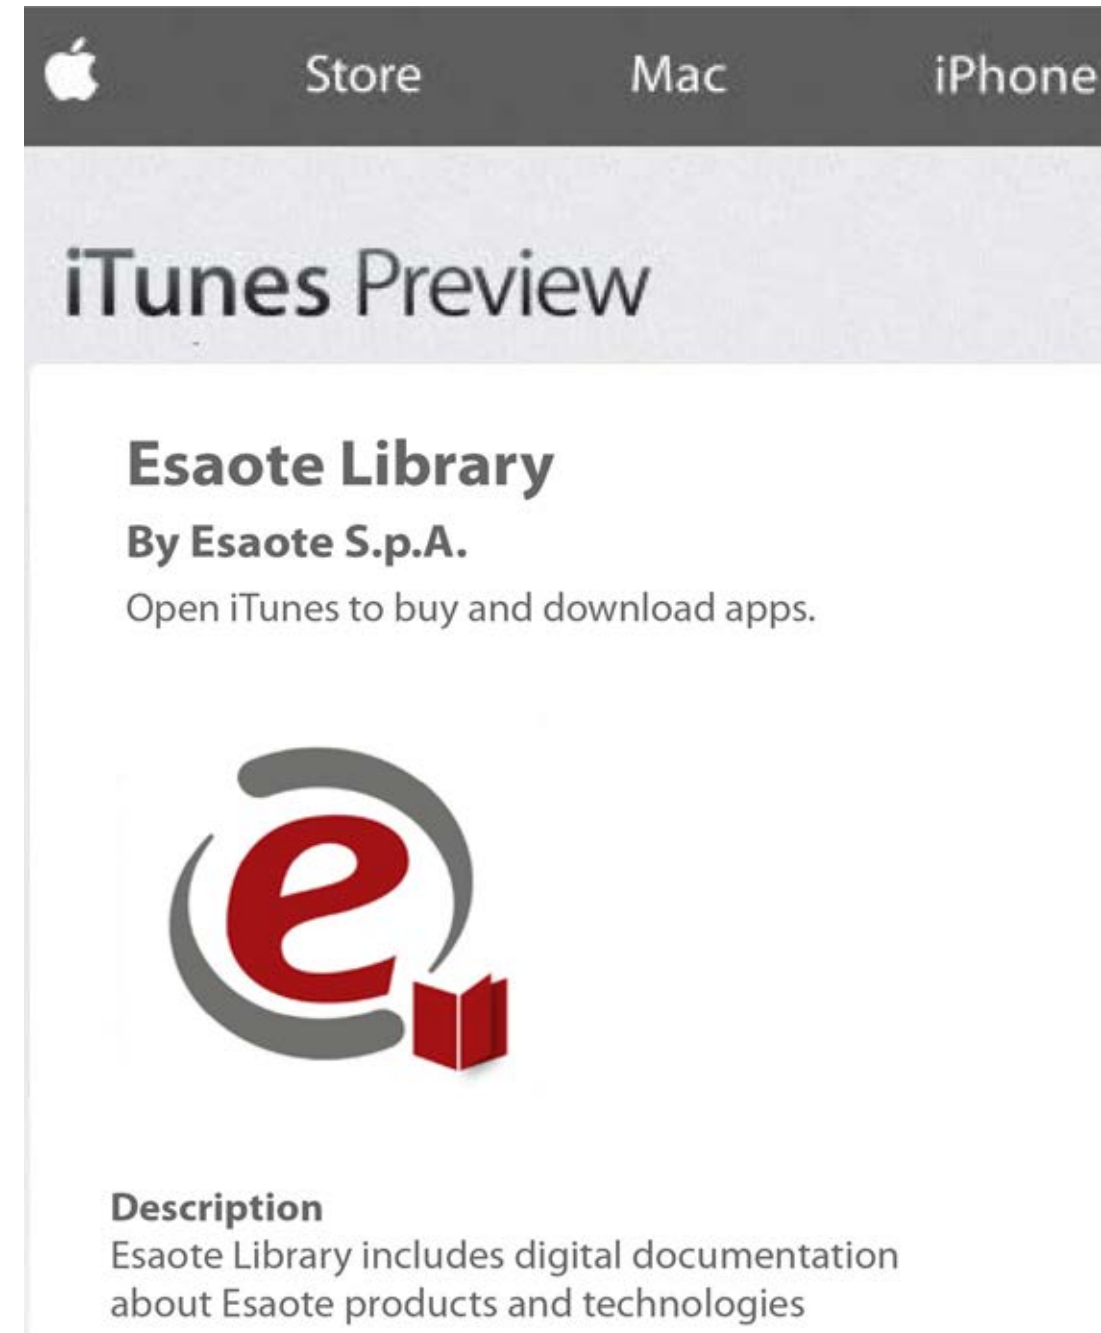 Store Mac iPhone
iTunes Preview
Esaote Library
By Esaote S.p.A.
Open iTunes to buy and download apps.
e
Description
Esaote Library includes digital documentation
about Esaote products and technologies